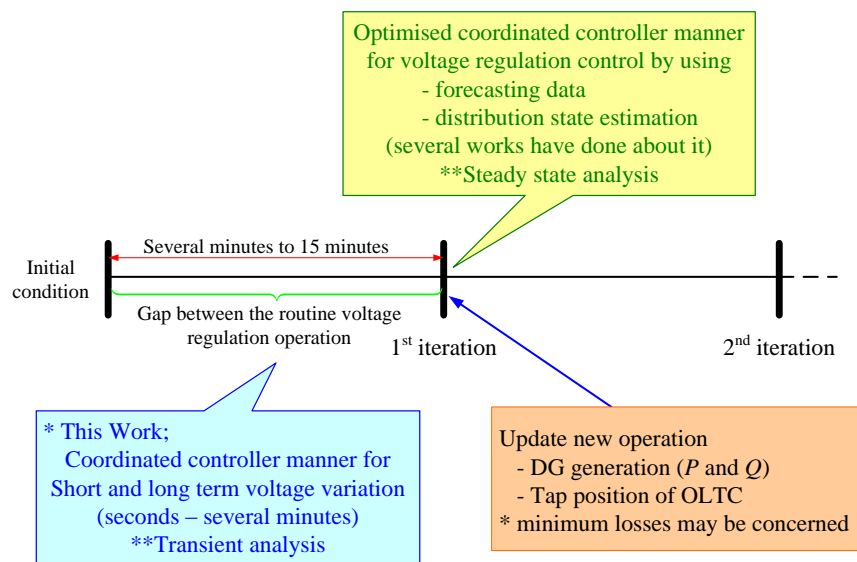 Optimised coordinated controller manner
for voltage regulation control by using
- forecasting data
- distribution state estimation
(several works have done about it)
**Steady state analysis
Several minutes to 15 minutes
Initial
condition
Gap between the routine voltage
regulation operation
1st iteration
2nd iteration
* This Work;
Coordinated controller manner for
Short and long term voltage variation
(seconds – several minutes)
**Transient analysis
Update new operation
- DG generation (P and Q)
- Tap position of OLTC
* minimum losses may be concerned